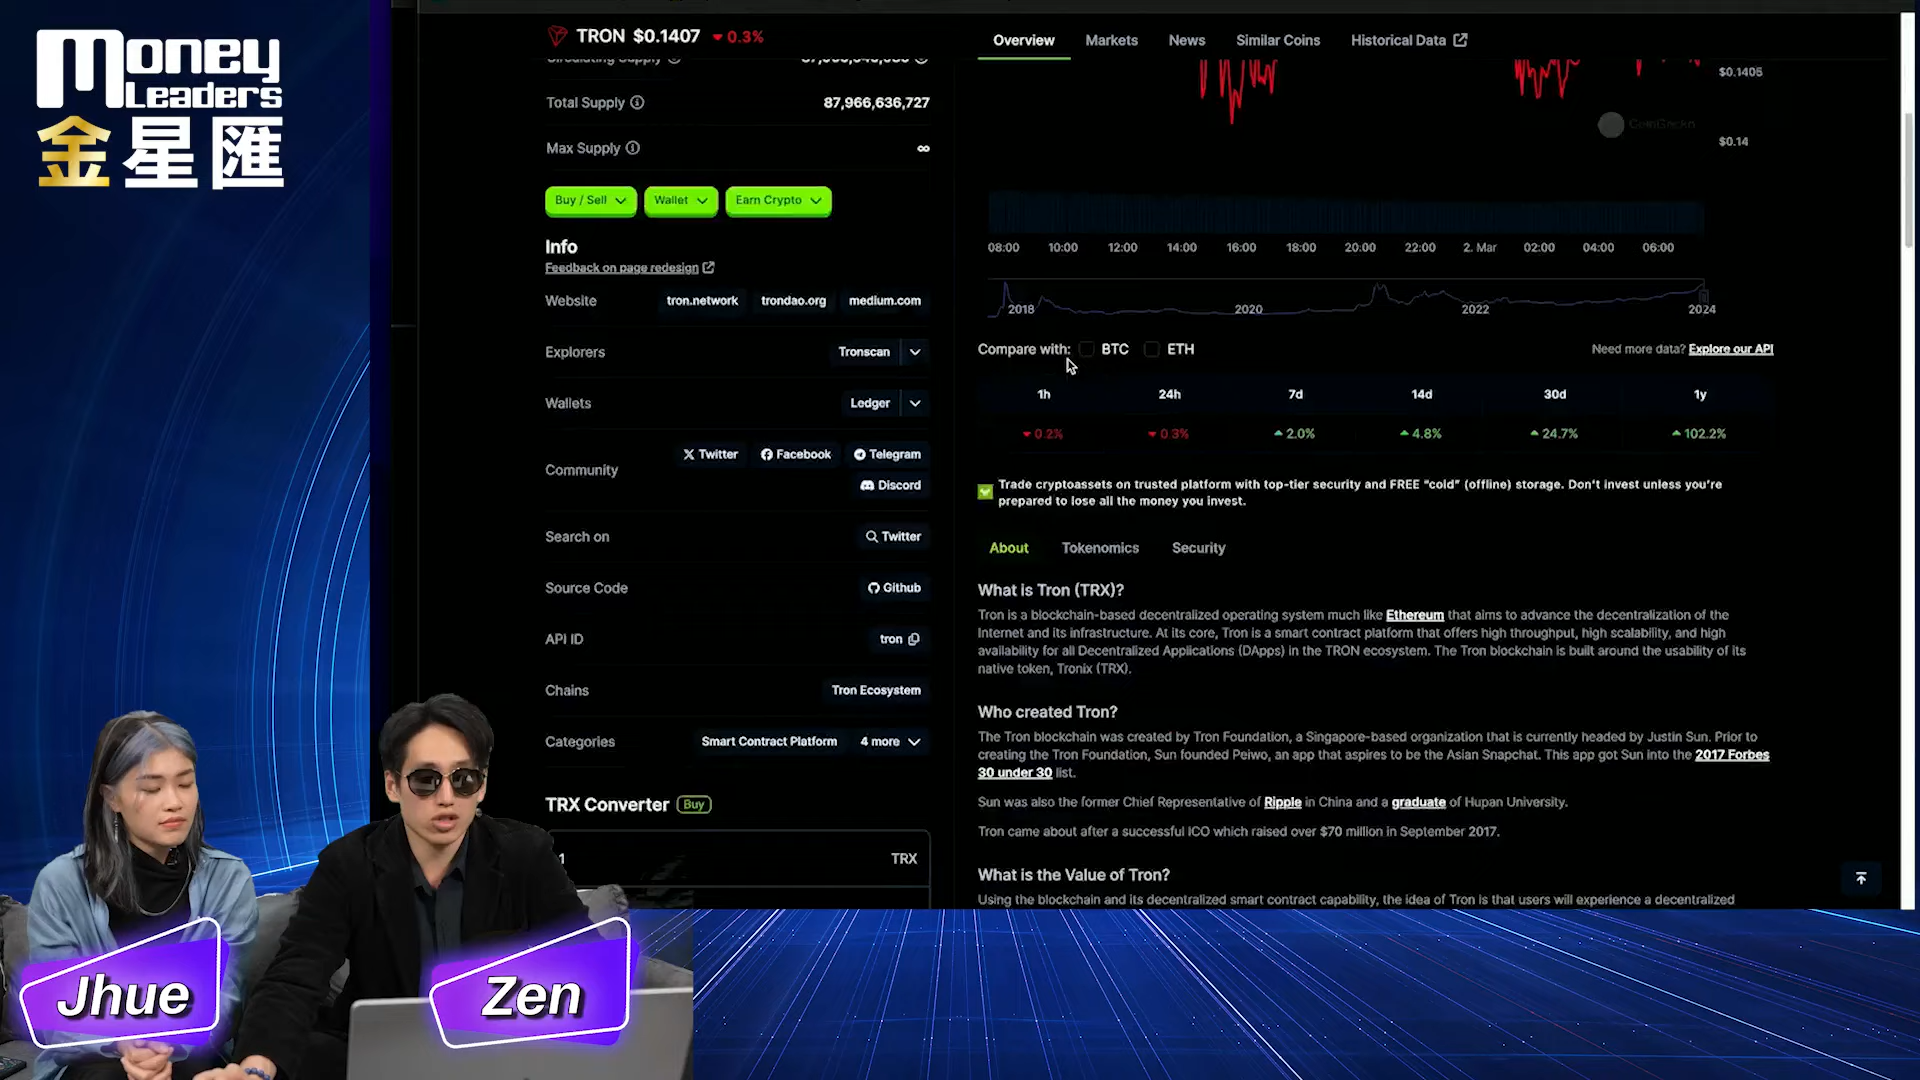 Money
Leaders
金星匯
TRON $0.1407 0.3%
Circulating Supply
Total Supply 87,966,636,727
Max Supply ∞
Buy / Sell Wallet Earn Crypto
Info
Feedback on page redesign
Website tron.network trondao.org medium.com
Explorers Tronscan
Wallets Ledger
Community Twitter Facebook Telegram
Discord
Search on Twitter
Source Code Github
API ID tron
Chains Tron Ecosystem
Categories Smart Contract Platform 4 more
TRX Converter Buy
1 TRX
Overview Markets News Similar Coins Historical Data
$0.1405
CoinGecko
$0.14
08:00 10:00 12:00 14:00 16:00 18:00 20:00 22:00 2. Mar 02:00 04:00 06:00
2018 2020 2022 2024
Compare with: BTC ETH Need more data? Explore our API
1h 24h 7d 14d 30d 1y
0.2% 0.3% 2.0% 4.8% 24.7% 102.2%
Trade cryptoassets on trusted platform with top-tier security and FREE "cold" (offline) storage. Don't invest unless you're
prepared to lose all the money you invest.
About Tokenomics Security
What is Tron (TRX)?
Tron is a blockchain-based decentralized operating system much like Ethereum that aims to advance the decentralization of the
Internet and its infrastructure. At its core, Tron is a smart contract platform that offers high throughput, high scalability, and high
availability for all Decentralized Applications (DApps) in the TRON ecosystem. The Tron blockchain is built around the usability of its
native token, Tronix (TRX).
Who created Tron?
The Tron blockchain was created by Tron Foundation, a Singapore-based organization that is currently headed by Justin Sun. Prior to
creating the Tron Foundation, Sun founded Peiwo, an app that aspires to be the Asian Snapchat. This app got Sun into the 2017 Forbes
30 under 30 list.
Sun was also the former Chief Representative of Ripple in China and a graduate of Hupan University.
Tron came about after a successful ICO which raised over $70 million in September 2017.
What is the Value of Tron?
Using the blockchain and its decentralized smart contract capability, the idea of Tron is that users will experience a decentralized
Jhue
Zen